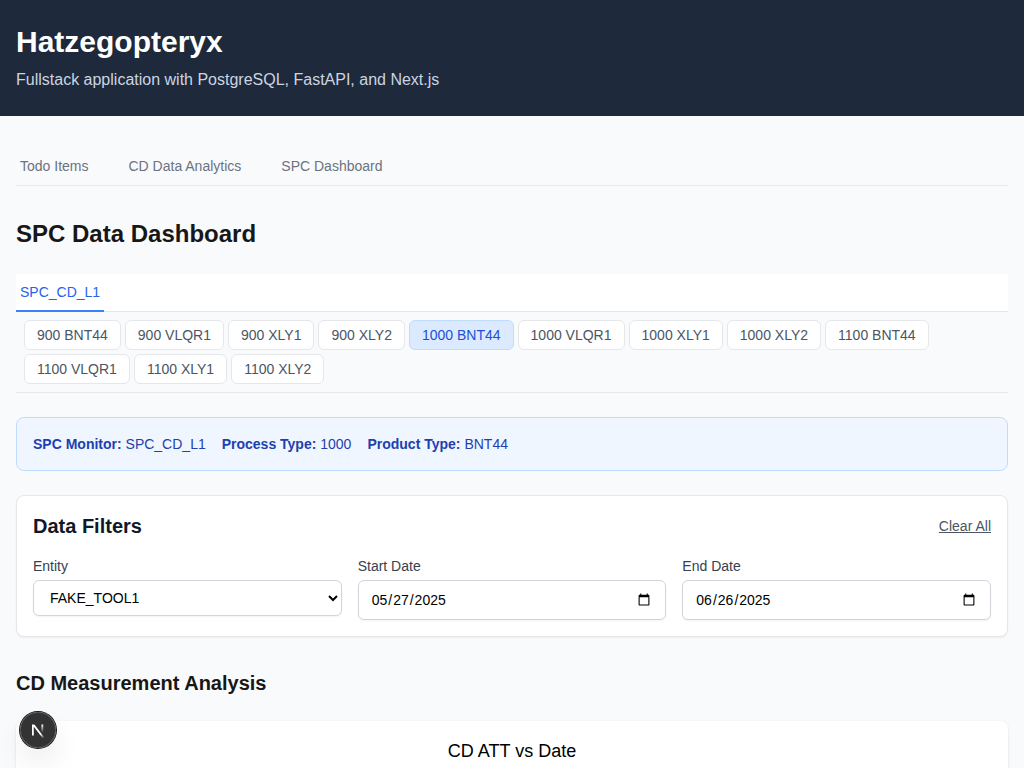 Hatzegopteryx
Fullstack application with PostgreSQL, FastAPI, and Next.js
Todo Items CD Data Analytics SPC Dashboard
SPC Data Dashboard
SPC_CD_L1
900 BNT44 900 VLQR1 900 XLY1 900 XLY2 1000 BNT44 1000 VLQR1 1000 XLY1 1000 XLY2 1100 BNT44
1100 VLQR1 1100 XLY1 1100 XLY2
SPC Monitor: SPC_CD_L1 Process Type: 1000 Product Type: BNT44
Data Filters Clear All
Entity Start Date End Date
FAKE_TOOL1 05/27/2025 06/26/2025
CD Measurement Analysis
N
CD ATT vs Date